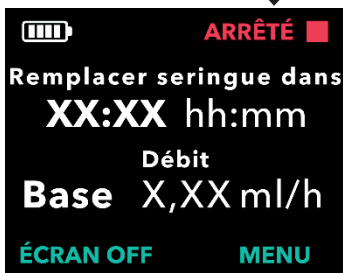 ARRÊTÉ
Remplacer seringue dans
XX:XX hh:mm
Débit
Base X,XX ml/h
ÉCRAN OFF MENU